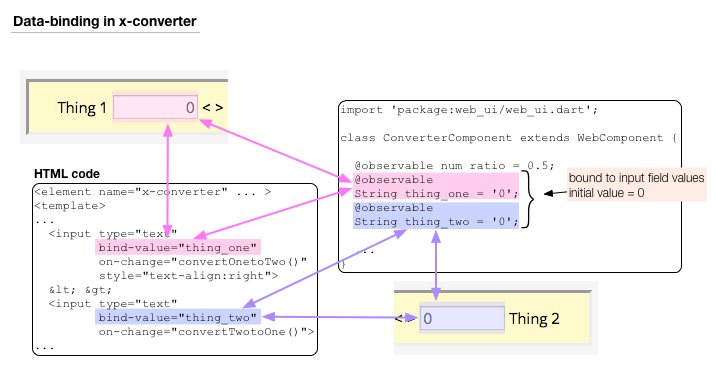 Data-binding in x-converter
Thing 1
0
< >
HTML code
<element name="x-converter" ... >
<template>
...
<input type="text"
bind-value="thing_one"
on-change="convertOnetoTwo()"
style="text-align:right">
&lt; &gt;
<input type="text"
bind-value="thing_two"
on-change="convertTwotoOne()">
...
import 'package:web_ui/web_ui.dart';
class ConverterComponent extends WebComponent {
@observable num ratio = 0.5;
@observable
String thing_one = '0';
@observable
String thing_two = '0';
...
}
bound to input field values
initial value = 0
< >
0
Thing 2